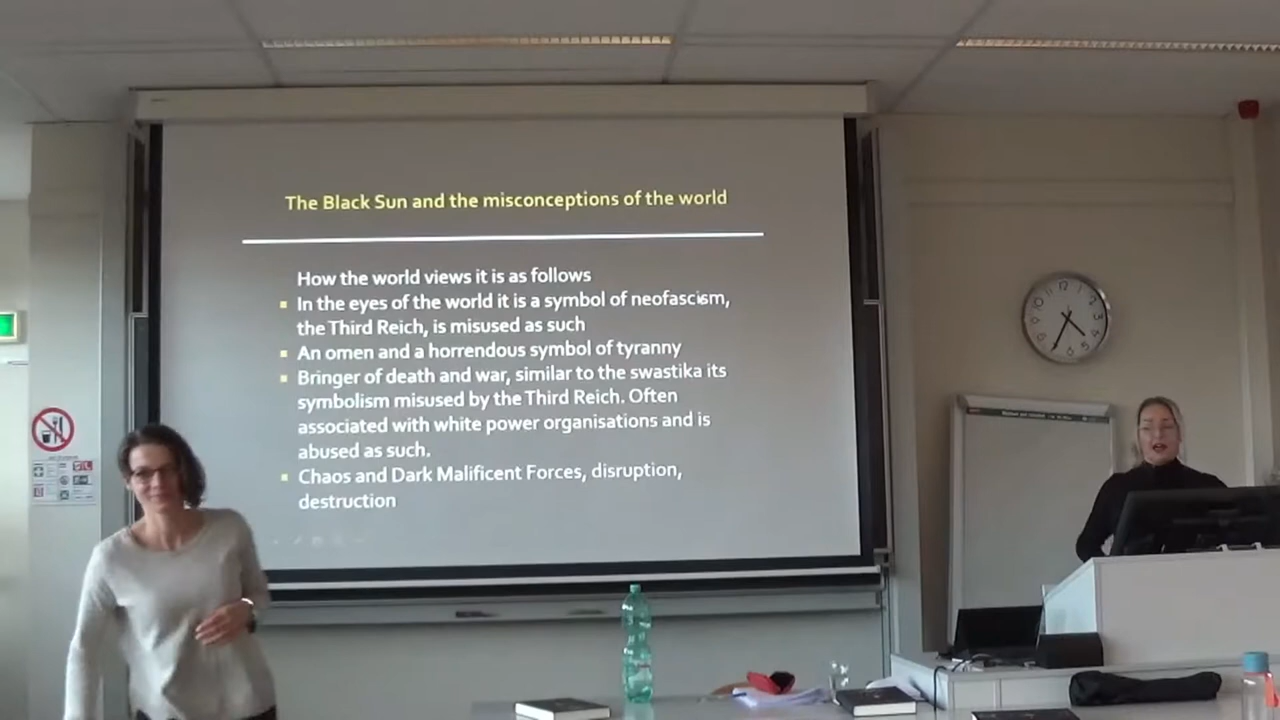 The Black Sun and the misconceptions of the world
How the world views it is as follows
In the eyes of the world it is a symbol of neofascism,
the Third Reich, is misused as such
An omen and a horrendous symbol of tyranny
Bringer of death and war, similar to the swastika its
symbolism misused by the Third Reich. Often
associated with white power organisations and is
abused as such.
Chaos and Dark Malificent Forces, disruption,
destruction